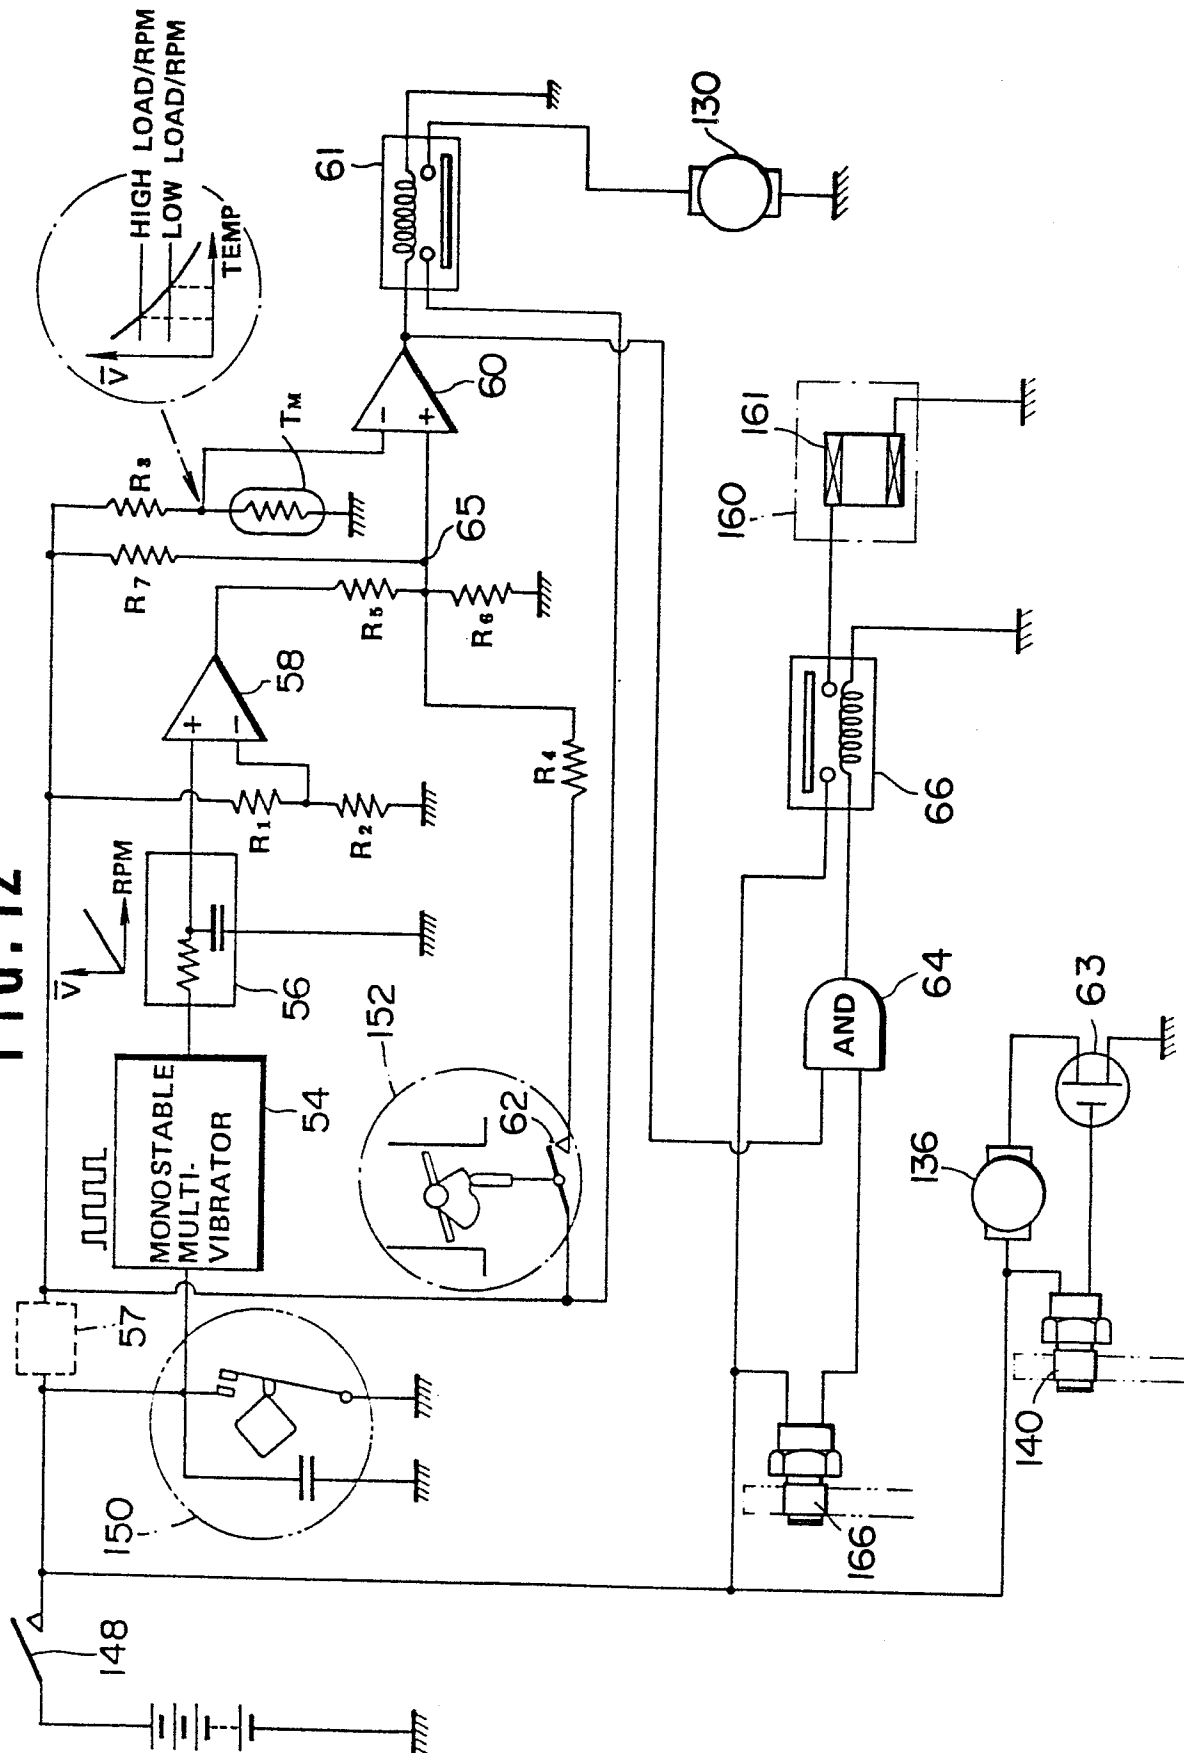 FIG. 12
HIGH LOAD/RPM
LOW LOAD/RPM
V
TEMP
61
130
60
TM
R3
R7
65
R5
R6
58
+
−
−
+
R1
R2
R4
V
RPM
56
MONOSTABLE
MULTI-
VIBRATOR
54
57
152
62
150
148
160
161
66
AND
64
63
136
140
166